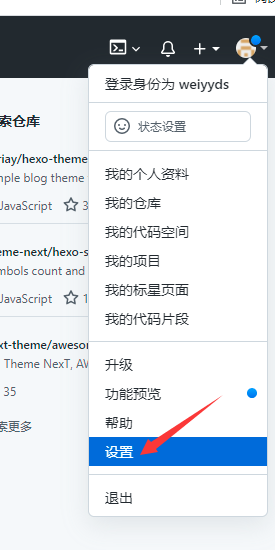 登录身份为 weiyyds
索仓库
状态设置
riay/hexo-theme
mple blog theme
JavaScript 3
我的个人资料
我的仓库
我的代码空间
我的项目
我的标星页面
我的代码片段
eme-next/hexo-s
mbols count and
JavaScript 1
xt-theme/aweso
Theme NexT, AW
35
索更多
升级
功能预览
帮助
设置
退出